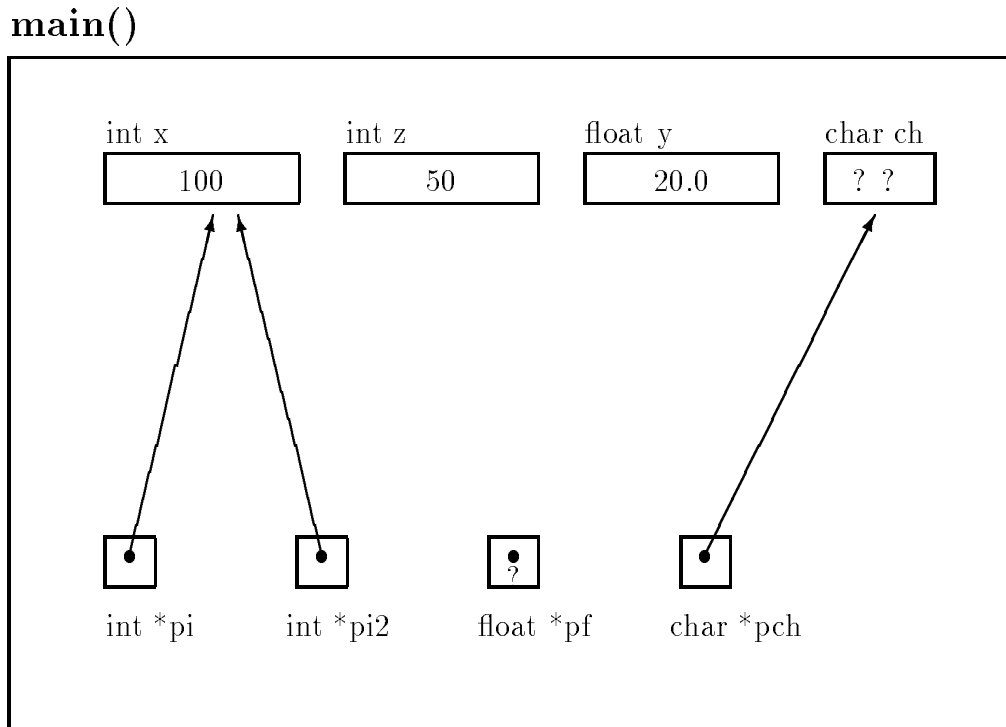 main()
int x int z float y char ch
100 50 20.0 ? ?
?
int *pi int *pi2 float *pf char *pch